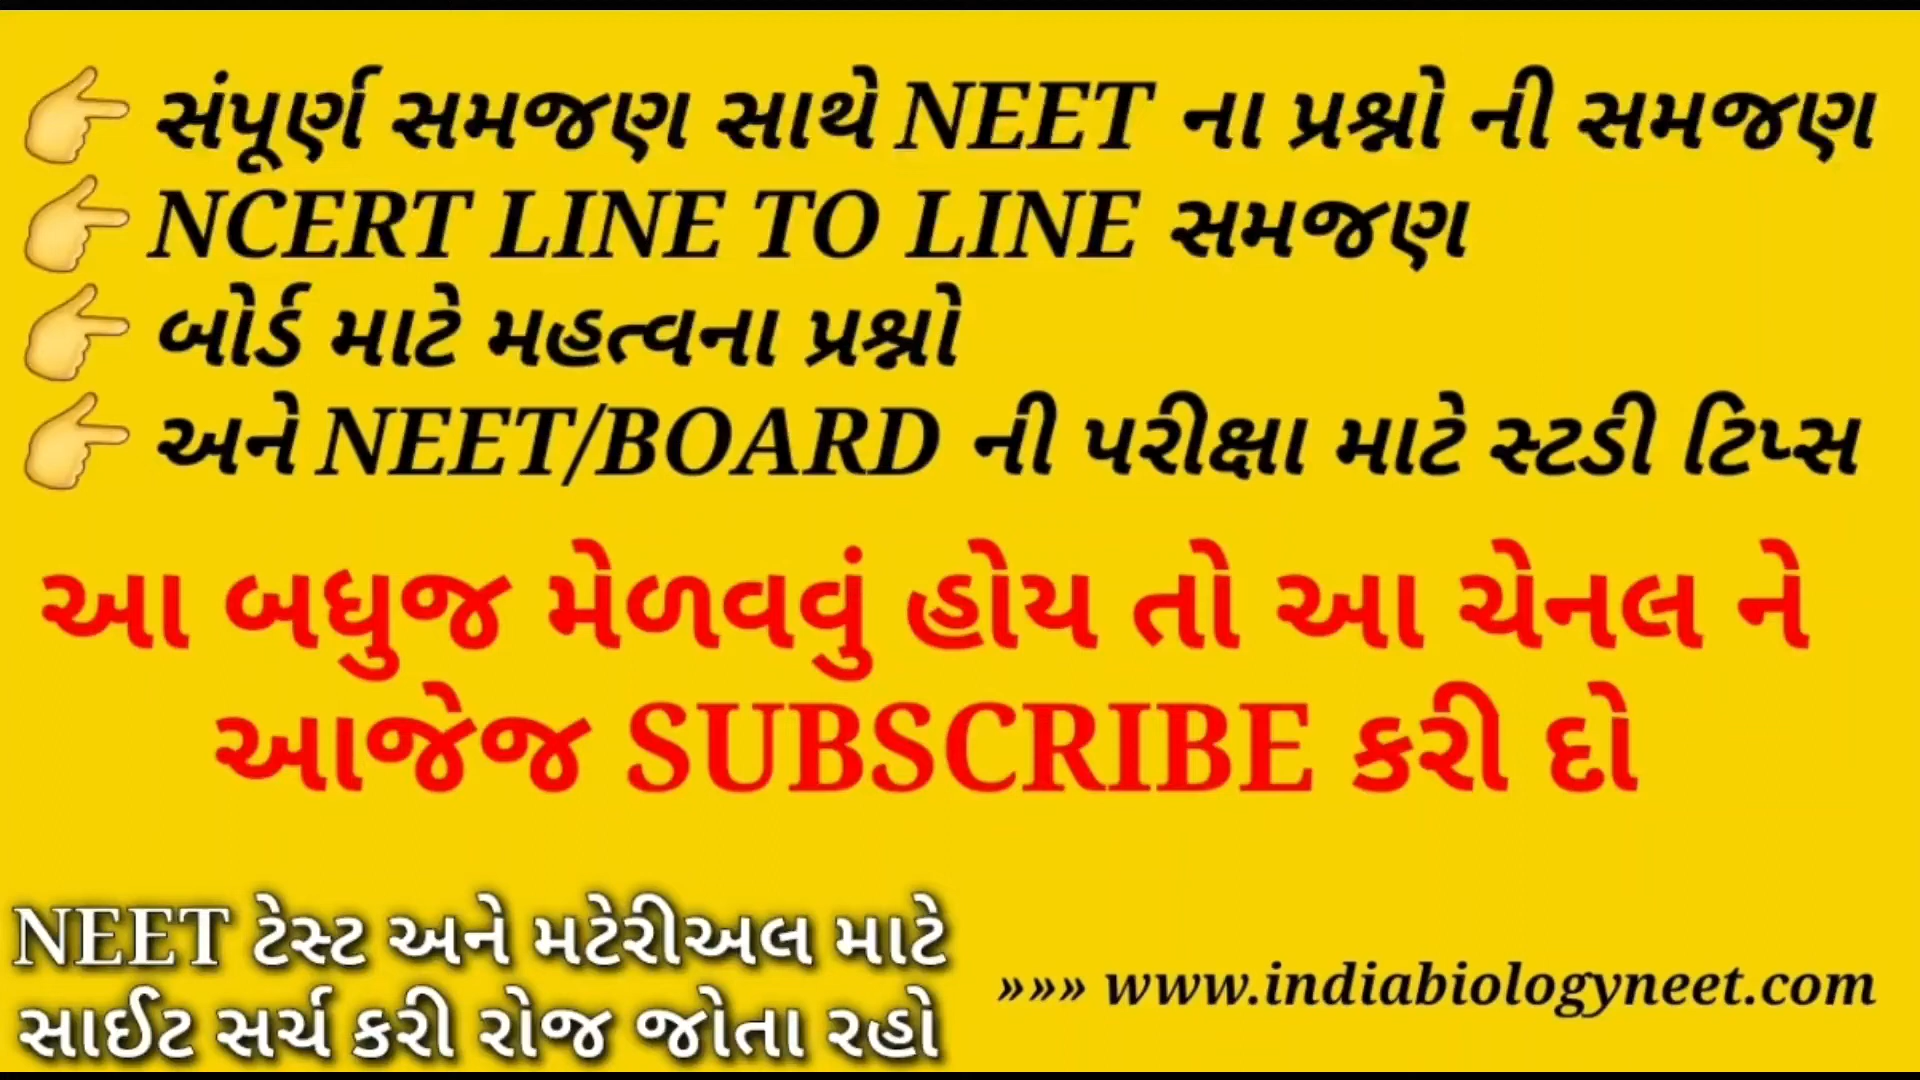 👉 સંપૂર્ણ સમજણ સાથે NEET ના પ્રશ્નો ની સમજણ
👉 NCERT LINE TO LINE સમજણ
👉 બોર્ડ માટે મહત્વના પ્રશ્નો
👉 અને NEET/BOARD ની પરીક્ષા માટે સ્ટડી ટિપ્સ
આ બધુજ મેળવવું હોય તો આ ચેનલ ને
આજેજ SUBSCRIBE કરી દો
NEET ટેસ્ટ અને મટેરીઅલ માટે
સાઈટ સર્ચ કરી રોજ જોતા રહો
»»» www.indiabiologyneet.com